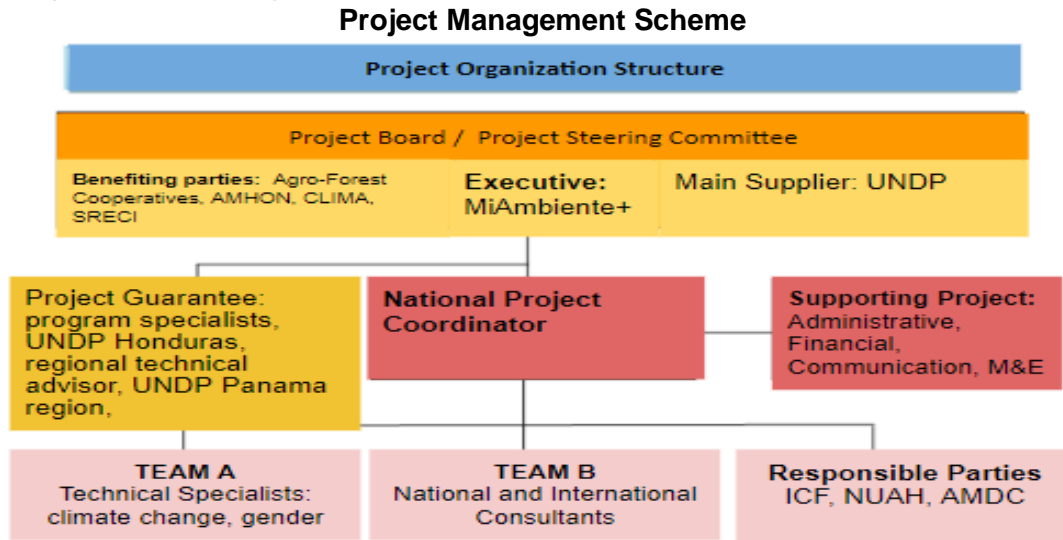 Project Management Scheme
Project Organization Structure
Project Board / Project Steering Committee
Benefiting parties: Agro-Forest
Cooperatives, AMHON, CLIMA,
SRECI
Executive:
MiAmbiente+
Main Supplier: UNDP
Project Guarantee:
program specialists,
UNDP Honduras,
regional technical
advisor, UNDP Panama
region,
National Project
Coordinator
Supporting Project:
Administrative,
Financial,
Communication, M&E
TEAM A
Technical Specialists:
climate change, gender
TEAM B
National and International
Consultants
Responsible Parties
ICF, NUAH, AMDC